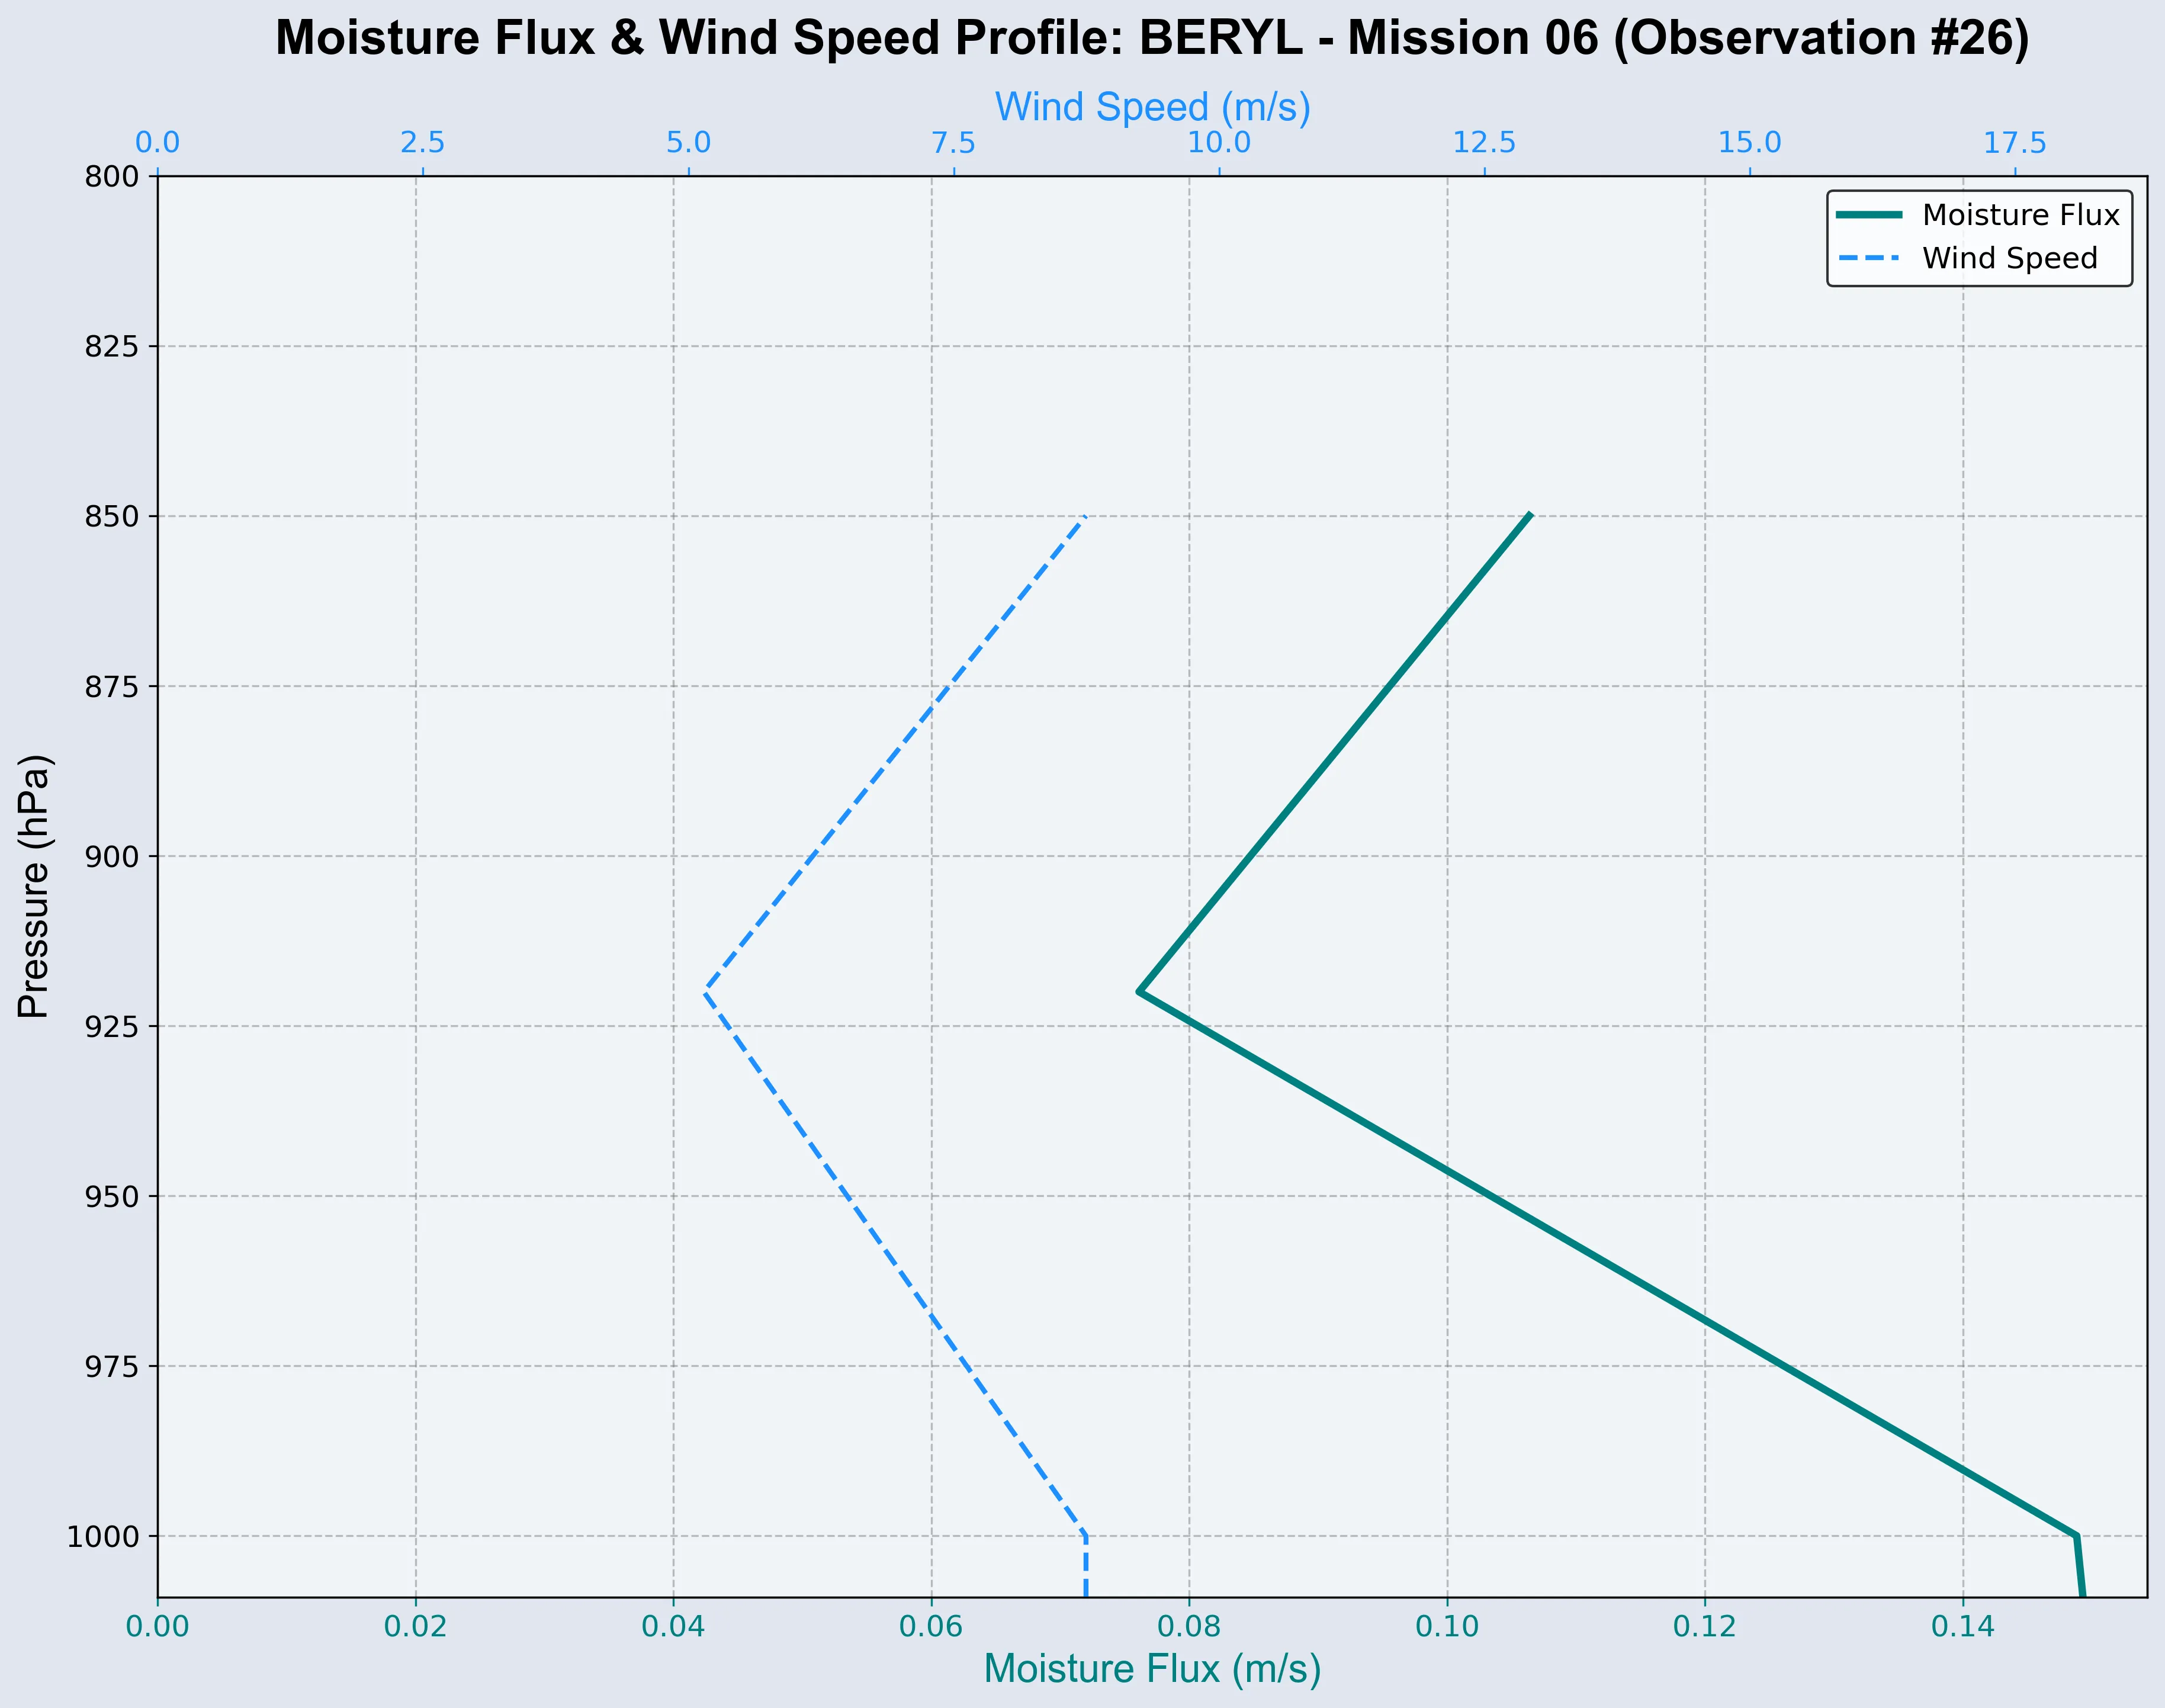 Moisture Flux & Wind Speed Profile: BERYL - Mission 06 (Observation #26)
Wind Speed (m/s)
0.0 2.5 5.0 7.5 10.0 12.5 15.0 17.5
Moisture Flux
Wind Speed
800
825
850
875
900
925
950
975
1000
Pressure (hPa)
0.00 0.02 0.04 0.06 0.08 0.10 0.12 0.14
Moisture Flux (m/s)